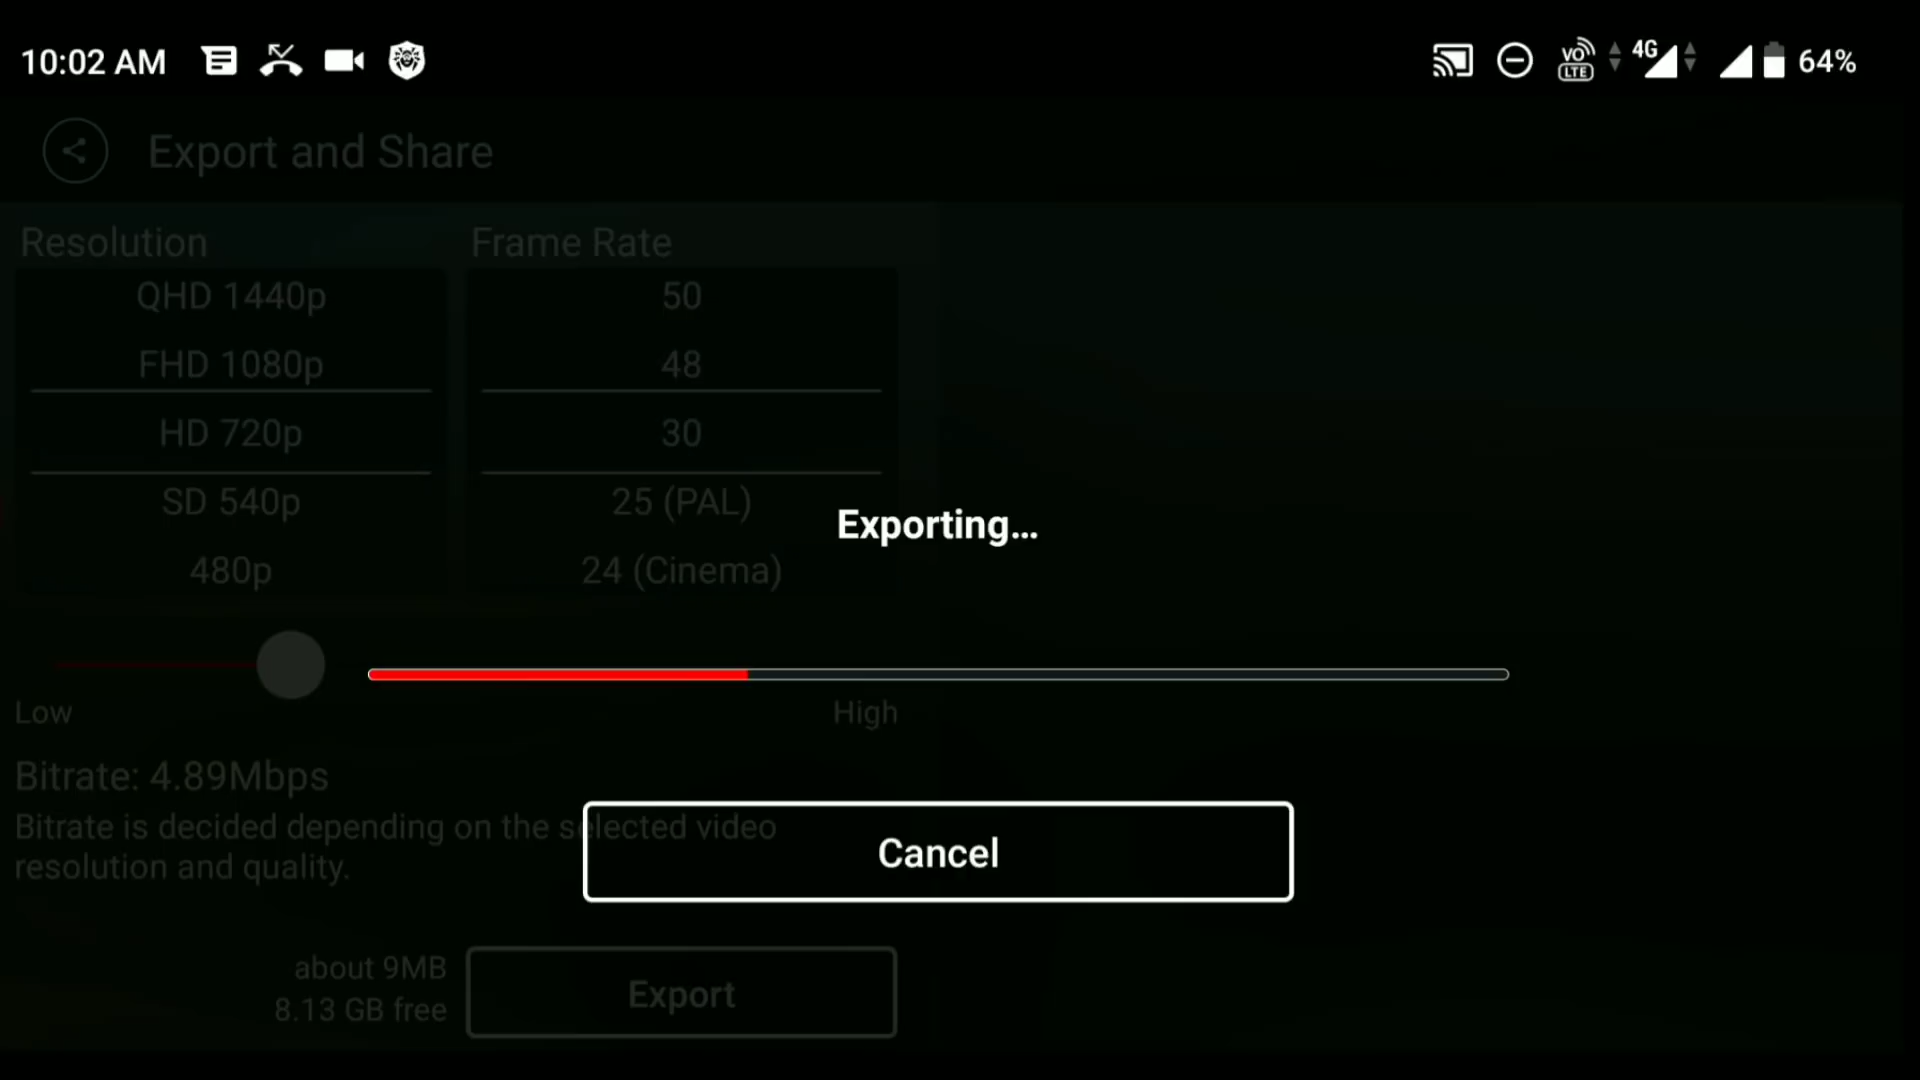 10:02 AM
VO LTE 4G 64%
Export and Share
Resolution
Frame Rate
QHD 1440p
50
FHD 1080p
48
HD 720p
30
SD 540p
25 (PAL)
480p
24 (Cinema)
Exporting...
Low
High
Bitrate: 4.89Mbps
Bitrate is decided depending on the selected video
resolution and quality.
Cancel
about 9MB
8.13 GB free
Export